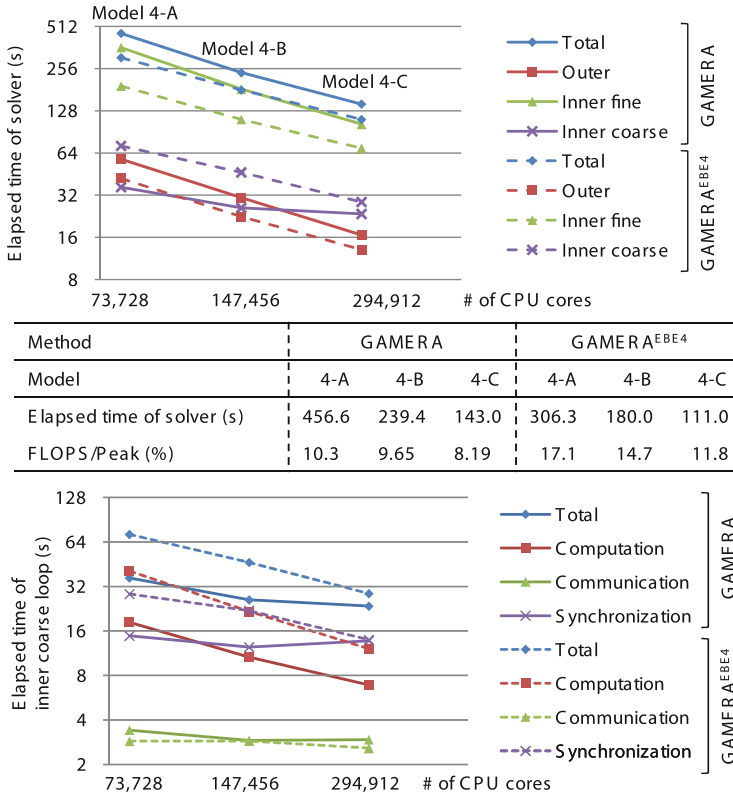 Model 4-A
Model 4-B
Model 4-C
Elapsed time of solver (s)
512
256
128
64
32
16
8
73,728
147,456
294,912
# of CPU cores
Total
Outer
Inner fine
Inner coarse
GAMERA
Total
Outer
Inner fine
Inner coarse
GAMERA^EBE4
Method GAMERA GAMERA^EBE4
Model 4-A 4-B 4-C 4-A 4-B 4-C
Elapsed time of solver (s) 456.6 239.4 143.0 306.3 180.0 111.0
FLOPS/Peak (%) 10.3 9.65 8.19 17.1 14.7 11.8
Elapsed time of
inner coarse loop (s)
128
64
32
16
8
4
2
73,728
147,456
294,912
# of CPU cores
Total
Computation
Communication
Synchronization
GAMERA
Total
Computation
Communication
Synchronization
GAMERA^EBE4